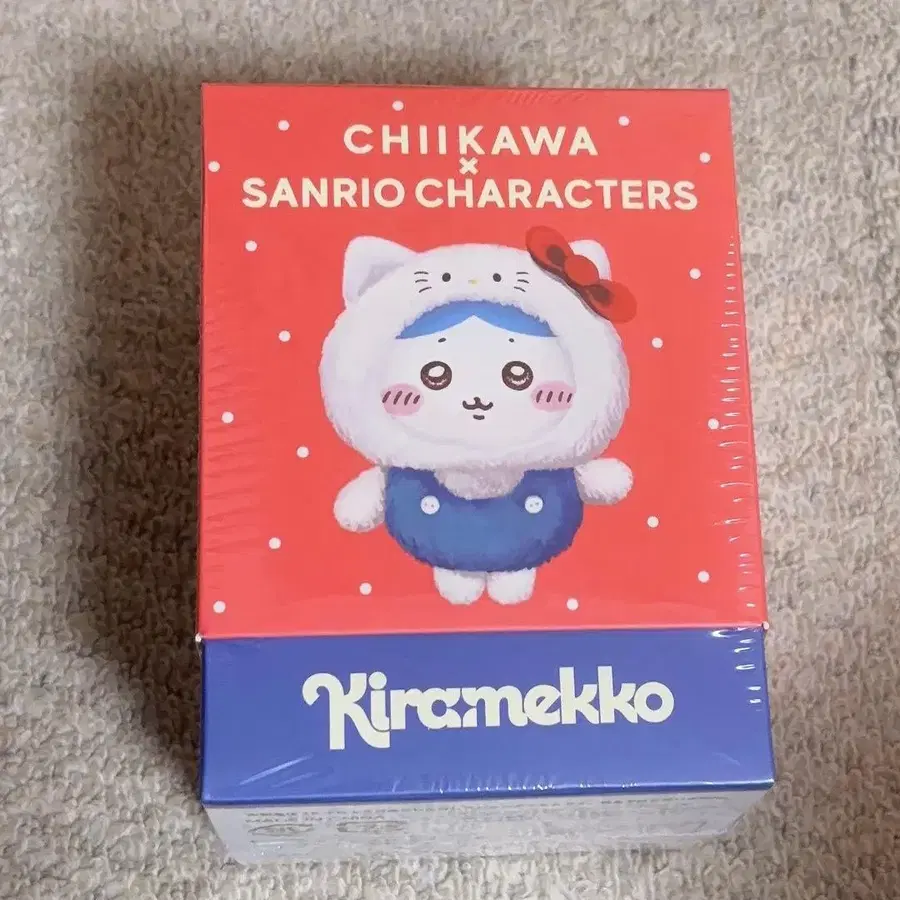 CHIIKAWA
×
SANRIO CHARACTERS
Kiramekko